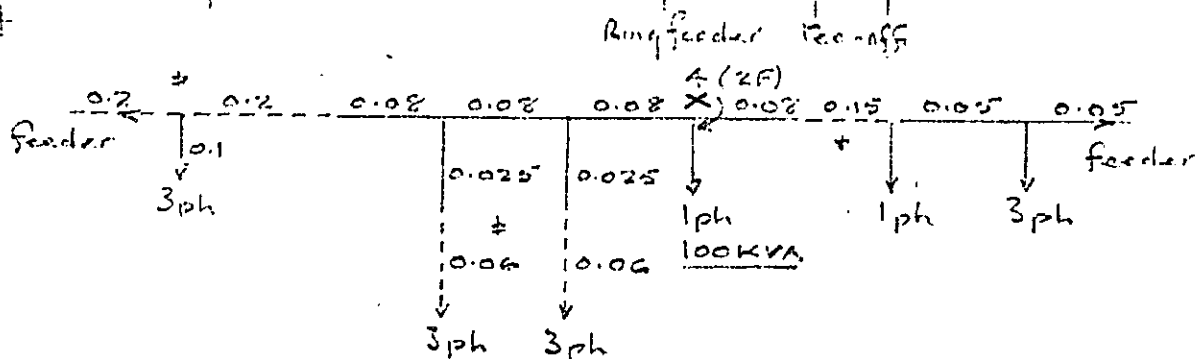 Ring feeder Tee-off
A (2F)
0.2 0.2 0.08 0.08 0.08 0.08 0.15 0.05 0.05
feeder 0.1 feeder
3ph
0.025 0.025
1ph 1ph 3ph
100KVA
0.06 0.06
3ph 3ph